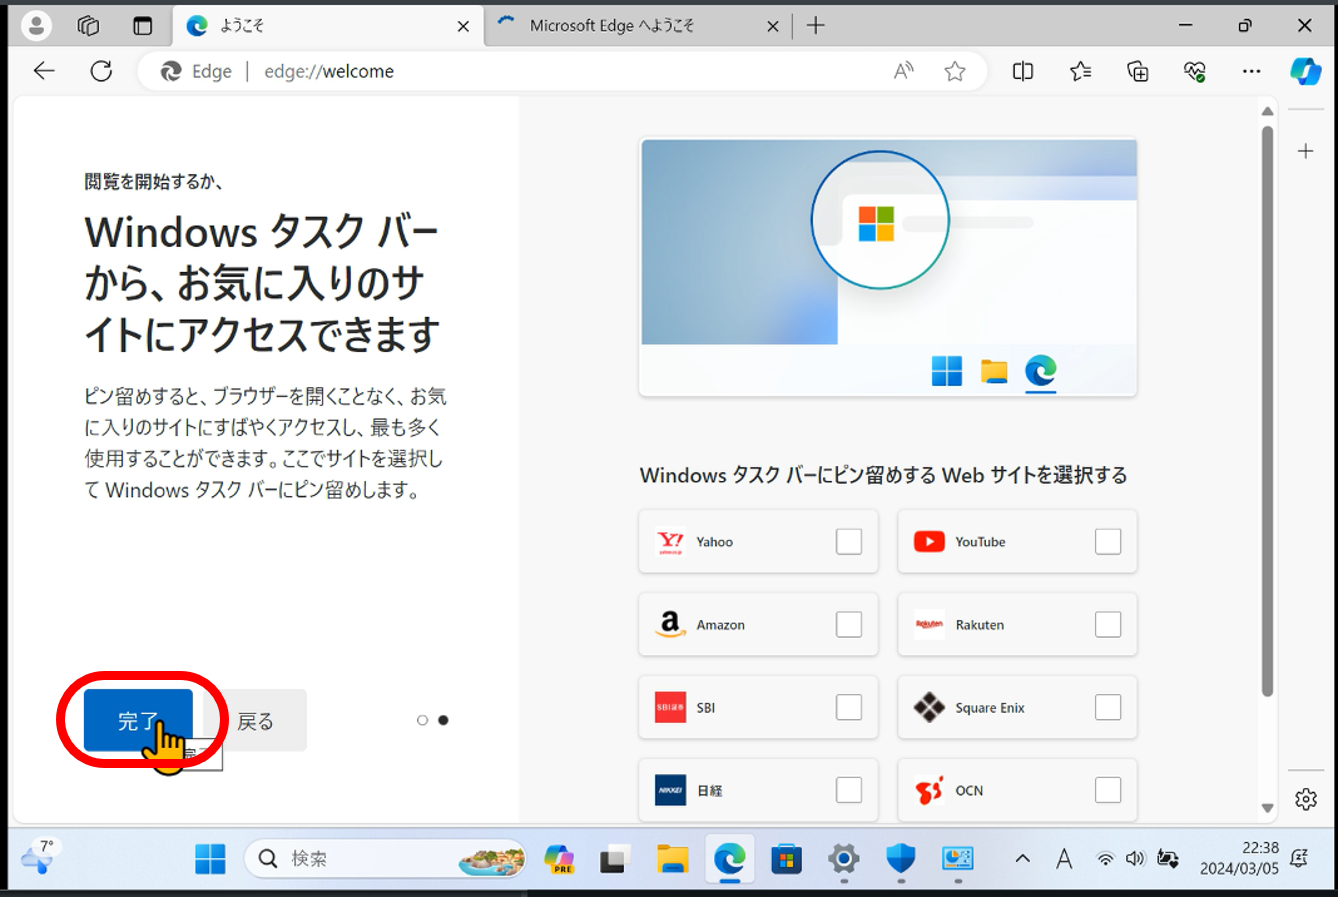 ようこそ
Microsoft Edge へようこそ
Edge
edge://welcome
閲覧を開始するか、
Windows タスク バー
から、お気に入りのサ
イトにアクセスできます
ピン留めすると、ブラウザーを開くことなく、お気
に入りのサイトにすばやくアクセスし、最も多く
使用することができます。ここでサイトを選択し
て Windows タスク バーにピン留めします。
完了
戻る
Windows タスク バーにピン留めする Web サイトを選択する
Yahoo
YouTube
a Amazon
Rakuten Rakuten
SBI証券 SBI
Square Enix
NIKKEI 日経
OCN
7°
検索
PRE
A
22:38
2024/03/05